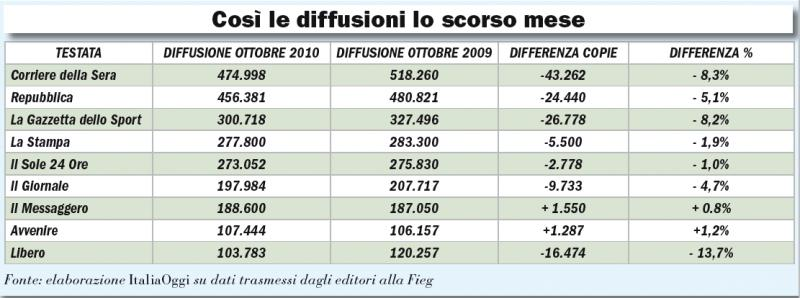 Così le diffusioni lo scorso mese
TESTATA DIFFUSIONE OTTOBRE 2010 DIFFUSIONE OTTOBRE 2009 DIFFERENZA COPIE DIFFERENZA %
Corriere della Sera 474.998 518.260 -43.262 - 8,3%
Repubblica 456.381 480.821 -24.440 - 5,1%
La Gazzetta dello Sport 300.718 327.496 -26.778 - 8,2%
La Stampa 277.800 283.300 -5.500 - 1,9%
Il Sole 24 Ore 273.052 275.830 -2.778 - 1,0%
Il Giornale 197.984 207.717 -9.733 - 4,7%
Il Messaggero 188.600 187.050 + 1.550 + 0.8%
Avvenire 107.444 106.157 +1.287 +1,2%
Libero 103.783 120.257 -16.474 - 13,7%
Fonte: elaborazione ItaliaOggi su dati trasmessi dagli editori alla Fieg